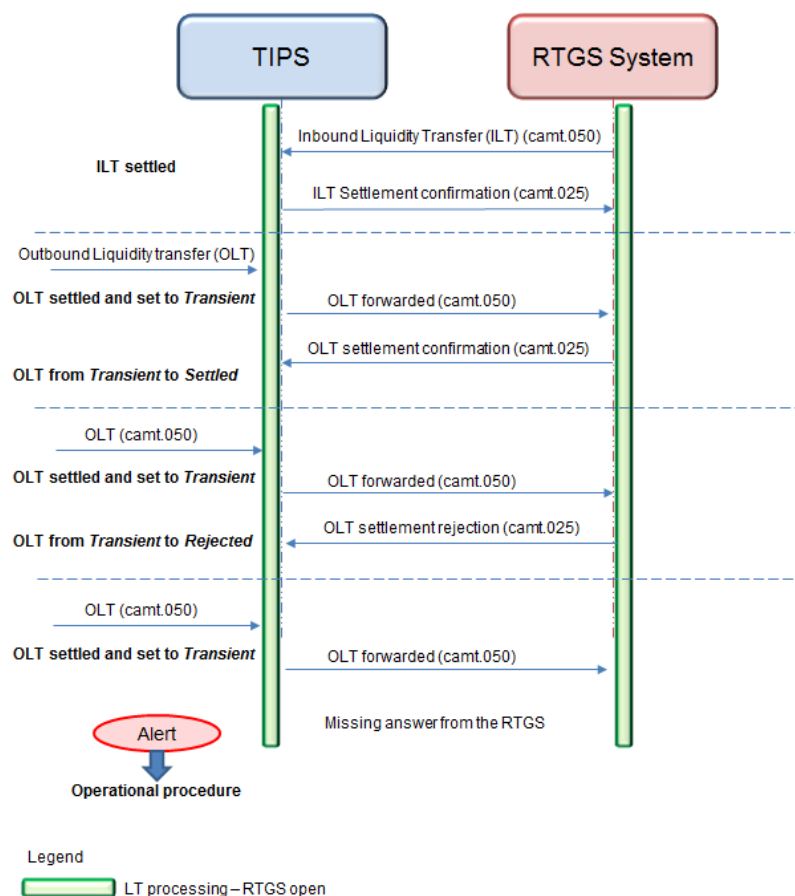 TIPS
RTGS System
Inbound Liquidity Transfer (ILT) (camt.050)
ILT settled
ILT Settlement confirmation (camt.025)
Outbound Liquidity transfer (OLT)
OLT settled and set to Transient
OLT forwarded (camt.050)
OLT settlement confirmation (camt.025)
OLT from Transient to Settled
OLT (camt.050)
OLT settled and set to Transient
OLT forwarded (camt.050)
OLT settlement rejection (camt.025)
OLT from Transient to Rejected
OLT (camt.050)
OLT settled and set to Transient
OLT forwarded (camt.050)
Missing answer from the RTGS
Alert
Operational procedure
Legend
LT processing – RTGS open